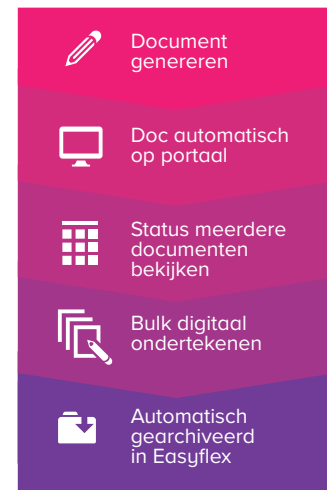 Document
genereren
Doc automatisch
op portaal
Status meerdere
documenten
bekijken
Bulk digitaal
ondertekenen
Automatisch
gearchiveerd
in Easyflex